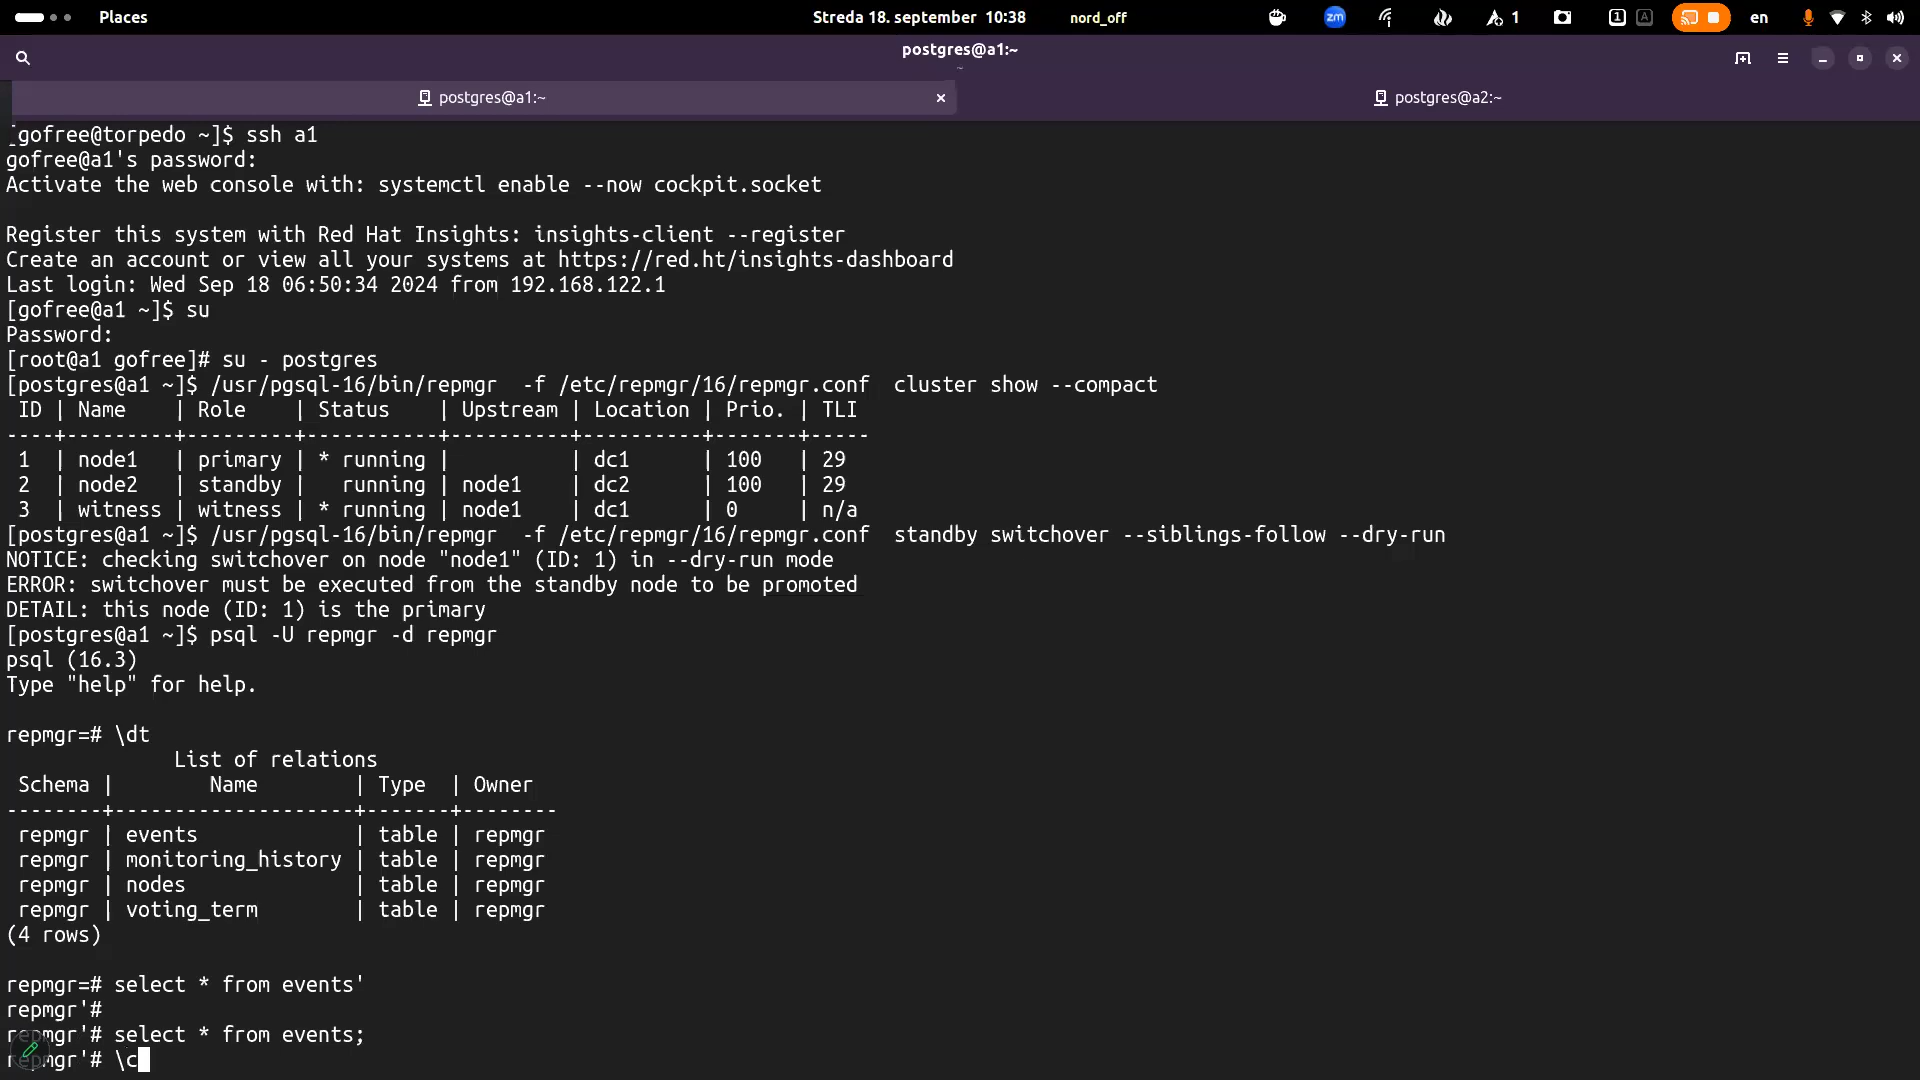 Places
Streda 18. september 10:38
nord_off
zm
1
1
A
en
postgres@a1:~
~
postgres@a1:~
postgres@a2:~
[gofree@torpedo ~]$ ssh a1
gofree@a1's password:
Activate the web console with: systemctl enable --now cockpit.socket
Register this system with Red Hat Insights: insights-client --register
Create an account or view all your systems at https://red.ht/insights-dashboard
Last login: Wed Sep 18 06:50:34 2024 from 192.168.122.1
[gofree@a1 ~]$ su
Password:
[root@a1 gofree]# su - postgres
[postgres@a1 ~]$ /usr/pgsql-16/bin/repmgr  -f /etc/repmgr/16/repmgr.conf  cluster show --compact
 ID | Name    | Role    | Status    | Upstream | Location | Prio. | TLI
----+---------+---------+-----------+----------+----------+-------+-----
 1  | node1   | primary | * running |          | dc1      | 100   | 29
 2  | node2   | standby |   running | node1    | dc2      | 100   | 29
 3  | witness | witness | * running | node1    | dc1      | 0     | n/a
[postgres@a1 ~]$ /usr/pgsql-16/bin/repmgr  -f /etc/repmgr/16/repmgr.conf  standby switchover --siblings-follow --dry-run
NOTICE: checking switchover on node "node1" (ID: 1) in --dry-run mode
ERROR: switchover must be executed from the standby node to be promoted
DETAIL: this node (ID: 1) is the primary
[postgres@a1 ~]$ psql -U repmgr -d repmgr
psql (16.3)
Type "help" for help.
repmgr=# \dt
              List of relations
 Schema |        Name        | Type  | Owner
--------+--------------------+-------+--------
 repmgr | events             | table | repmgr
 repmgr | monitoring_history | table | repmgr
 repmgr | nodes              | table | repmgr
 repmgr | voting_term        | table | repmgr
(4 rows)
repmgr=# select * from events'
repmgr'#
repmgr'# select * from events;
repmgr'# \c